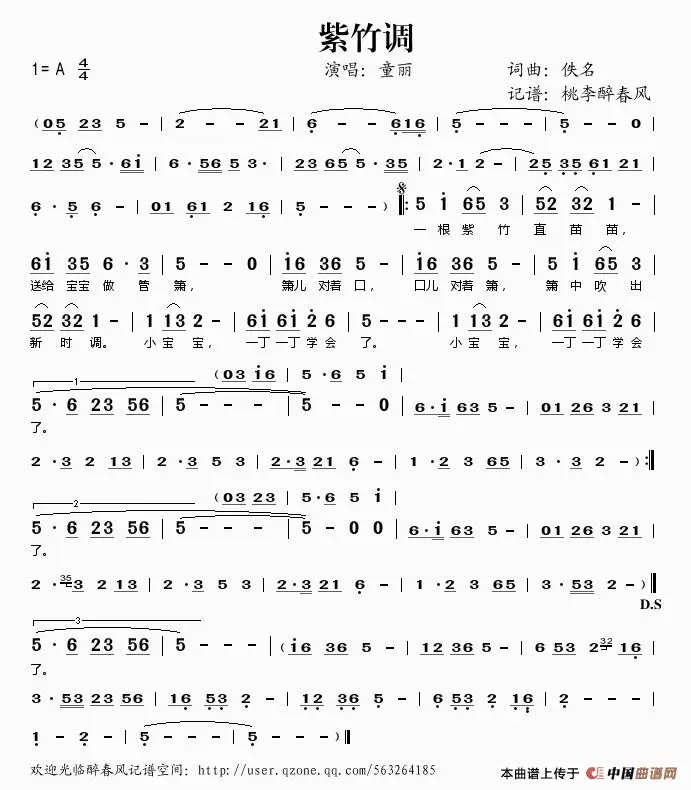 紫竹调
1= A 4/4 演唱: 童丽 词曲: 佚名
记谱: 桃李醉春风
(05 23 5 - | 2 - - 21 | 6 - - 616 | 5 - - - | 5 - - 0
12 35 5 · 6i | 6 · 56 5 3 · | 23 65 5 · 35 | 2 · 1 2 - | 25 35 61 21
6 · 5 6 - | 01 61 2 16 | 5 - - - ) ‖: 5 i 65 3 | 52 32 1 - |
一 根 紫 竹 直 苗 苗,
6i 35 6 · 3 | 5 - - 0 | i6 36 5 - | i6 36 5 - | 5 i 65 3
送给 宝宝 做 管 箫, 箫儿 对着 口, 口儿 对着 箫, 箫 中 吹 出
52 32 1 - | 1 13 2 - | 6i 6i 2 6 | 5 - - - | 1 13 2 - | 6i 6i 2 6
新 时 调。 小 宝 宝, 一丁 一丁 学 会 了。 小 宝 宝, 一丁 一丁 学 会
1 (03 i6 | 5 · 6 5 i |
5 · 6 23 56 | 5 - - - | 5 - - 0 | 6 · i 63 5 - | 01 26 3 21 |
了。
2 · 3 2 13 | 2 · 3 5 3 | 2 · 3 21 6 - | 1 · 2 3 65 | 3 · 3 2 - ) :‖
2 (03 23 | 5 · 6 5 i |
5 · 6 23 56 | 5 - - - | 5 - 0 0 | 6 · i 63 5 - | 01 26 3 21 |
了。
2 · 35 3 2 13 | 2 · 3 5 3 | 2 · 3 21 6 - | 1 · 2 3 65 | 3 · 53 2 - ) ‖
D.S
3
5 · 6 23 56 | 5 - - - | (i6 36 5 - | 12 36 5 - | 6 53 2 32 16 |
了。
3 · 53 23 56 | 16 53 2 - | 12 36 5 - | 6 53 2 16 | 2 - - - |
1 - 2 - | 5 - - - | 5 - - - ) ‖
欢迎光临醉春风记谱空间: http://user.qzone.qq.com/563264185
本曲谱上传于 中国曲谱网